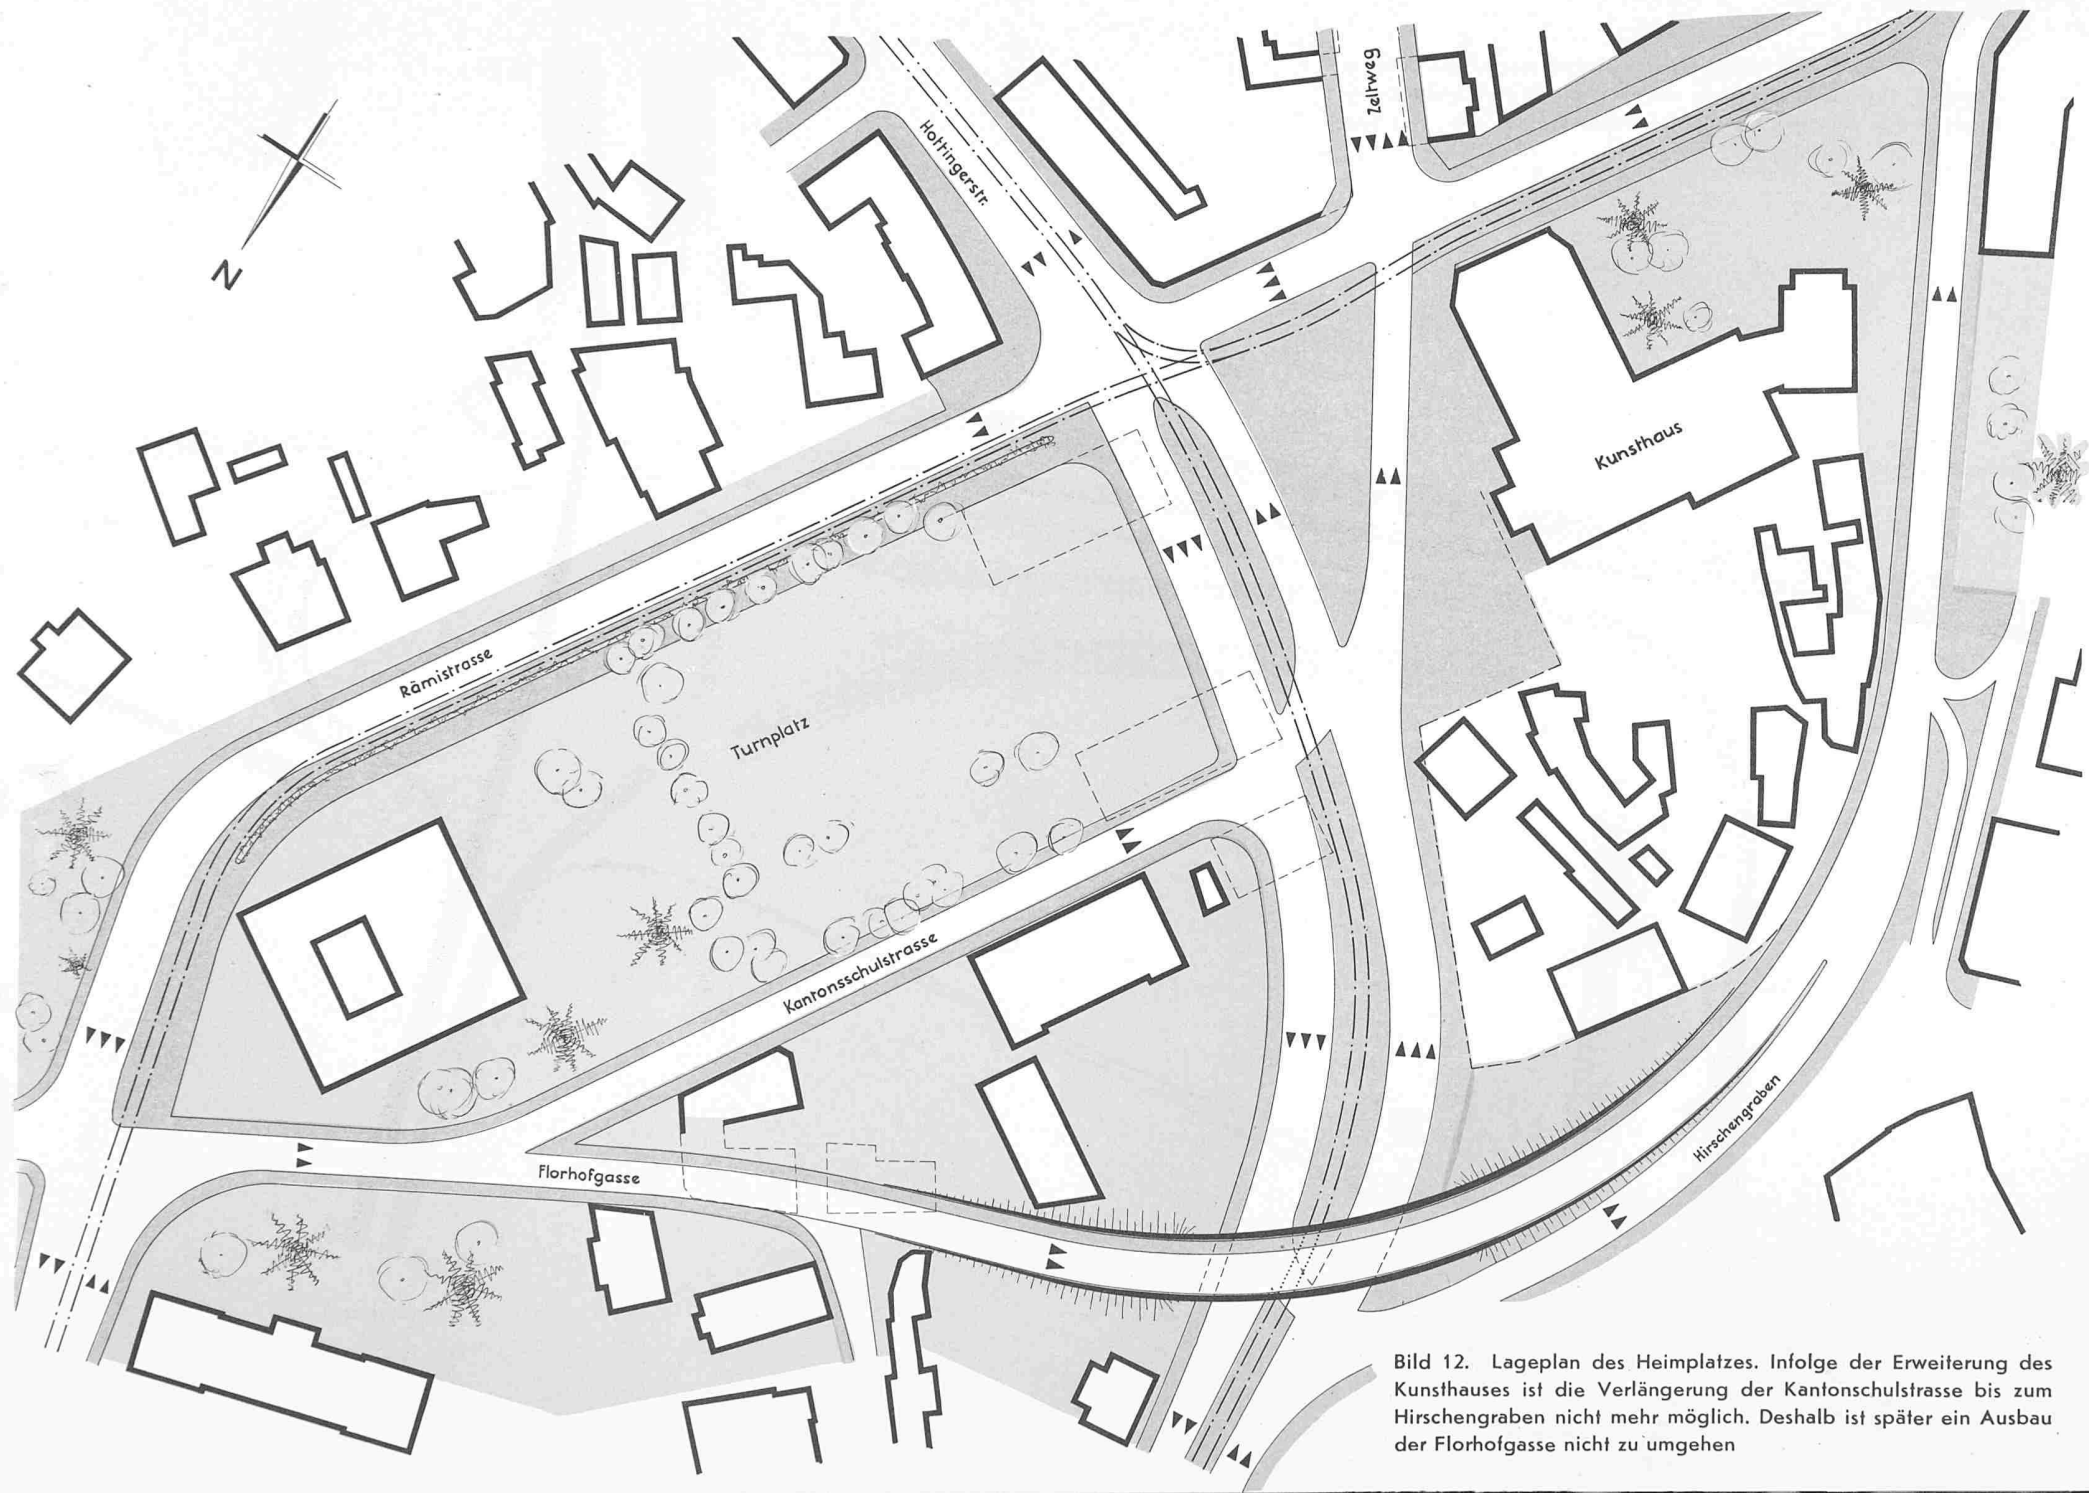 Zeltweg
Hottingerstr.
N
Kunsthaus
Rämistrasse
Turnplatz
Kantonsschulstrasse
Florhofgasse
Hirschengraben
Bild 12. Lageplan des Heimplatzes. Infolge der Erweiterung des
Kunsthauses ist die Verlängerung der Kantonschulstrasse bis zum
Hirschengraben nicht mehr möglich. Deshalb ist später ein Ausbau
der Florhofgasse nicht zu umgehen